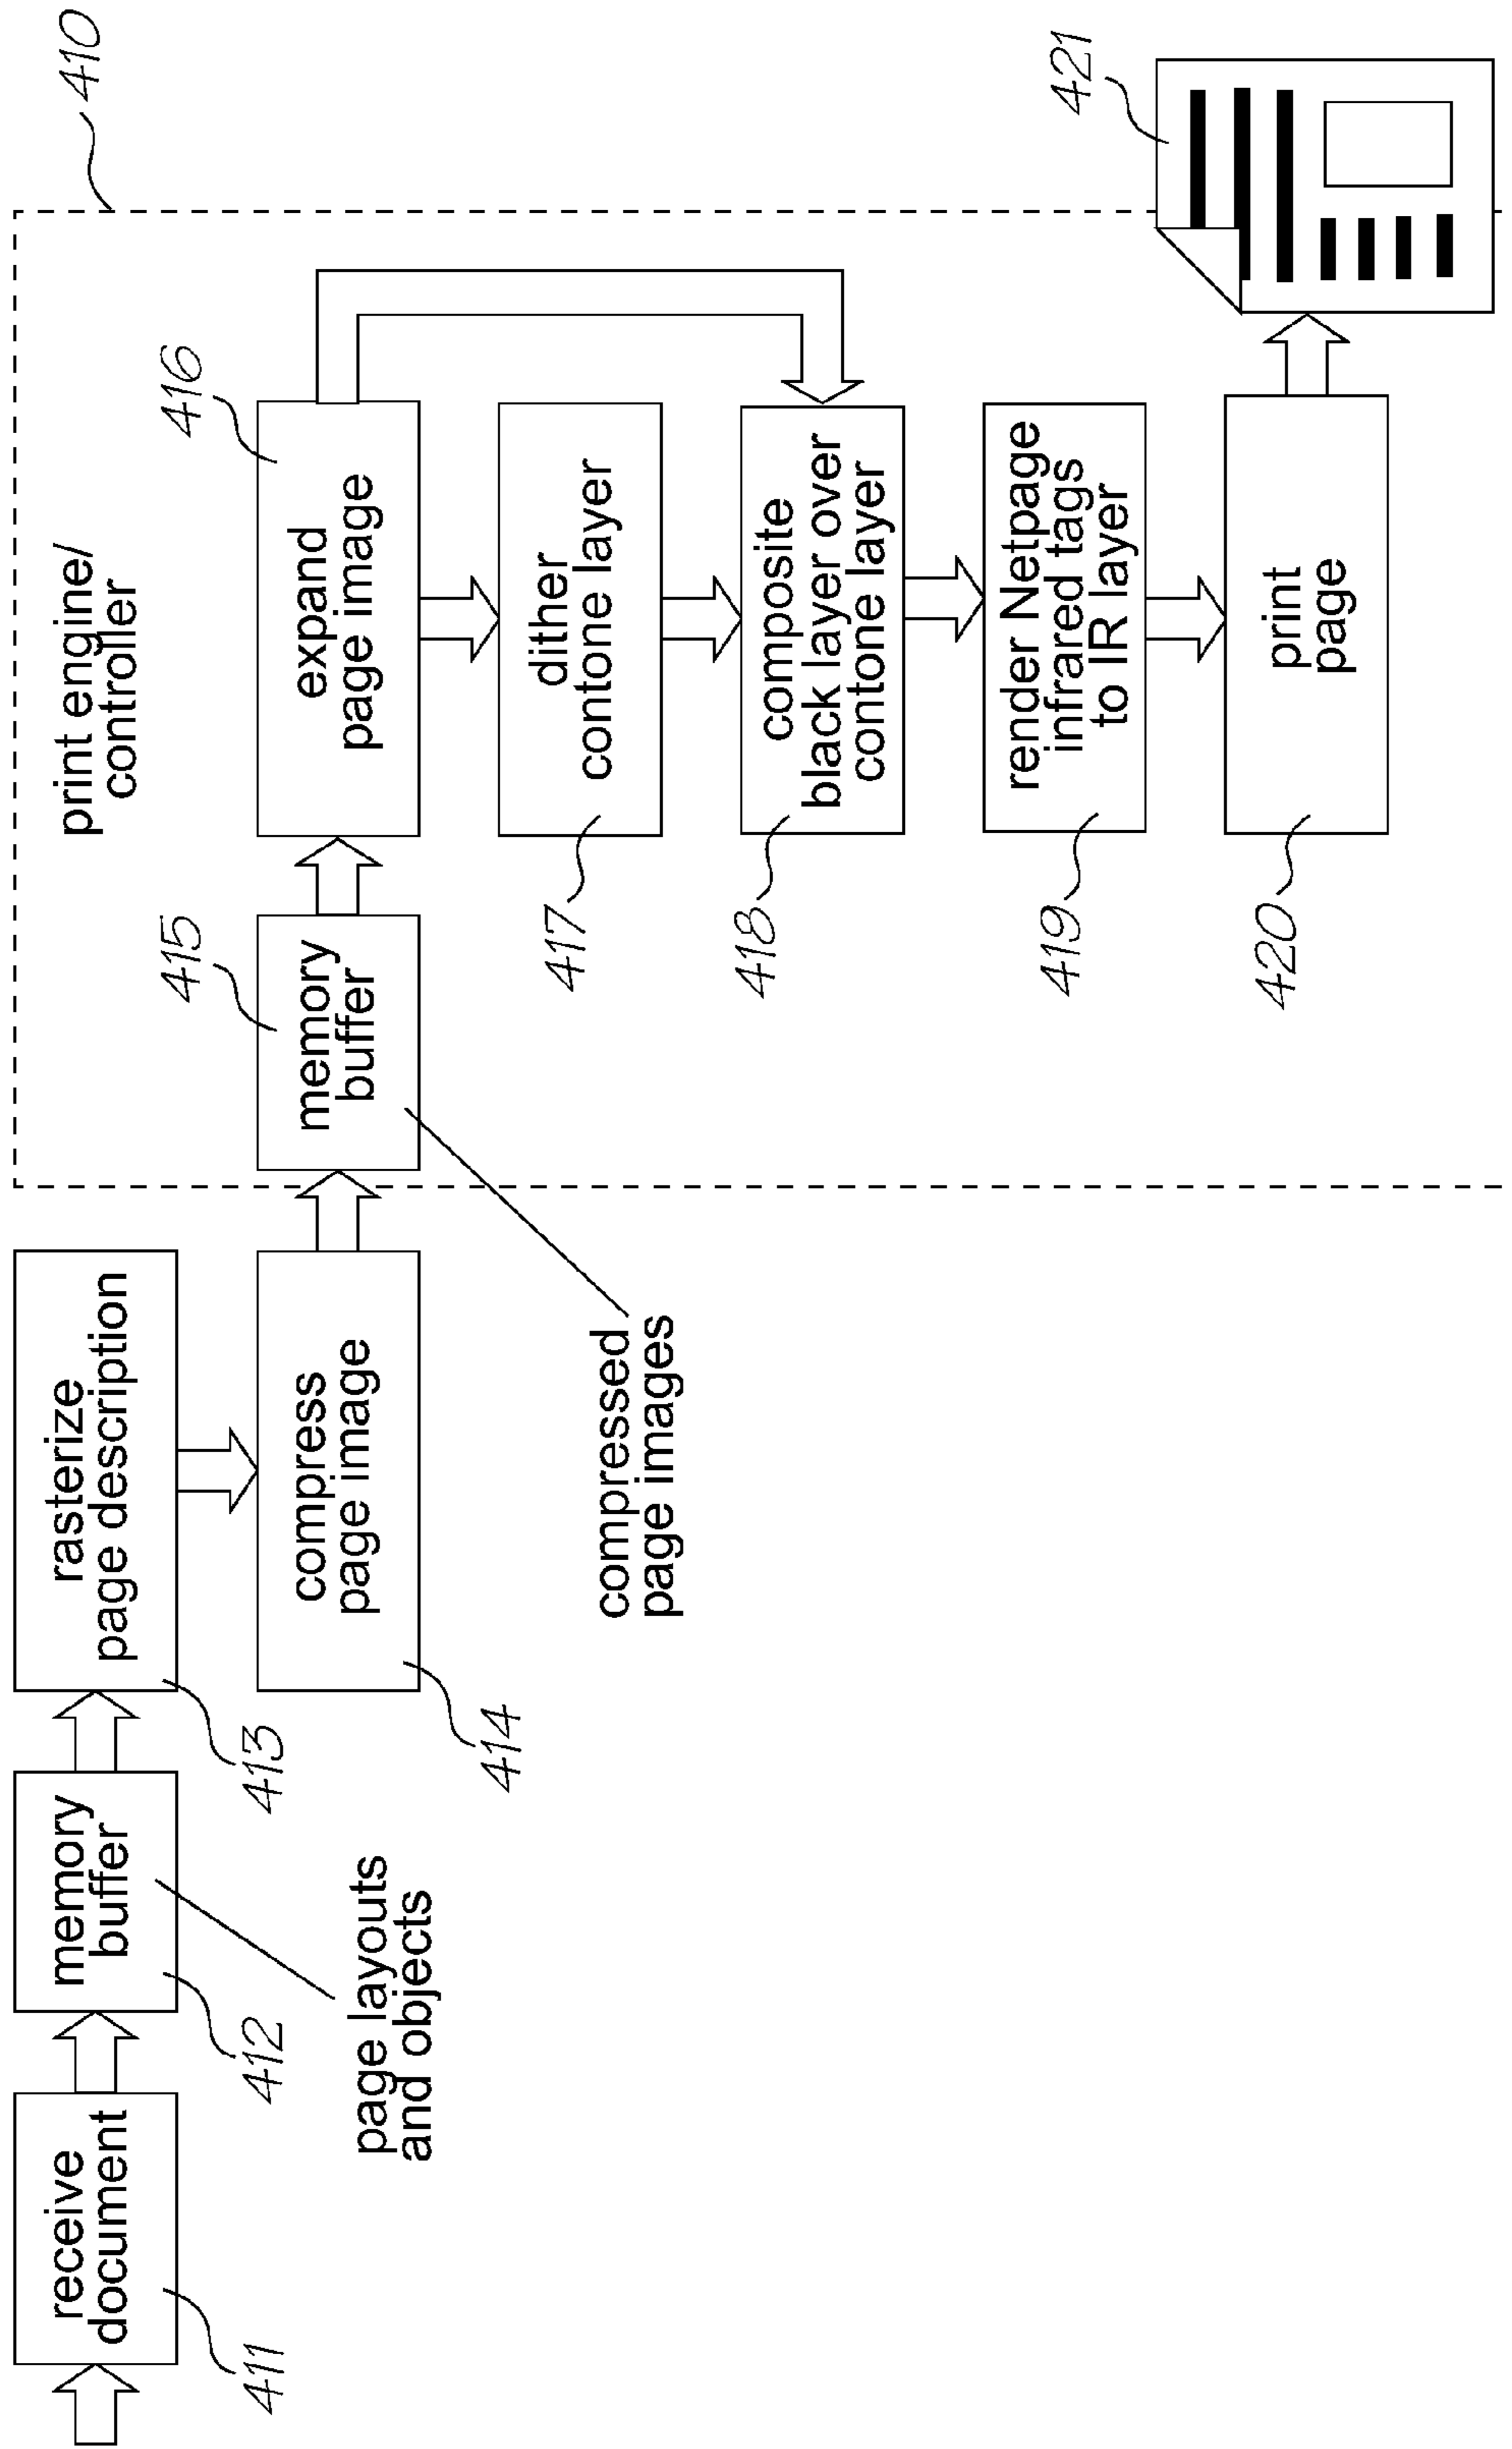 receive
document
411
memory
buffer
412
page layouts
and objects
rasterize
page description
413
compress
page image
414
compressed
page images
print engine/
controller
410
memory
buffer
415
expand
page image
416
dither
contone layer
417
composite
black layer over
contone layer
418
render Netpage
infrared tags
to IR layer
419
print
page
420
421